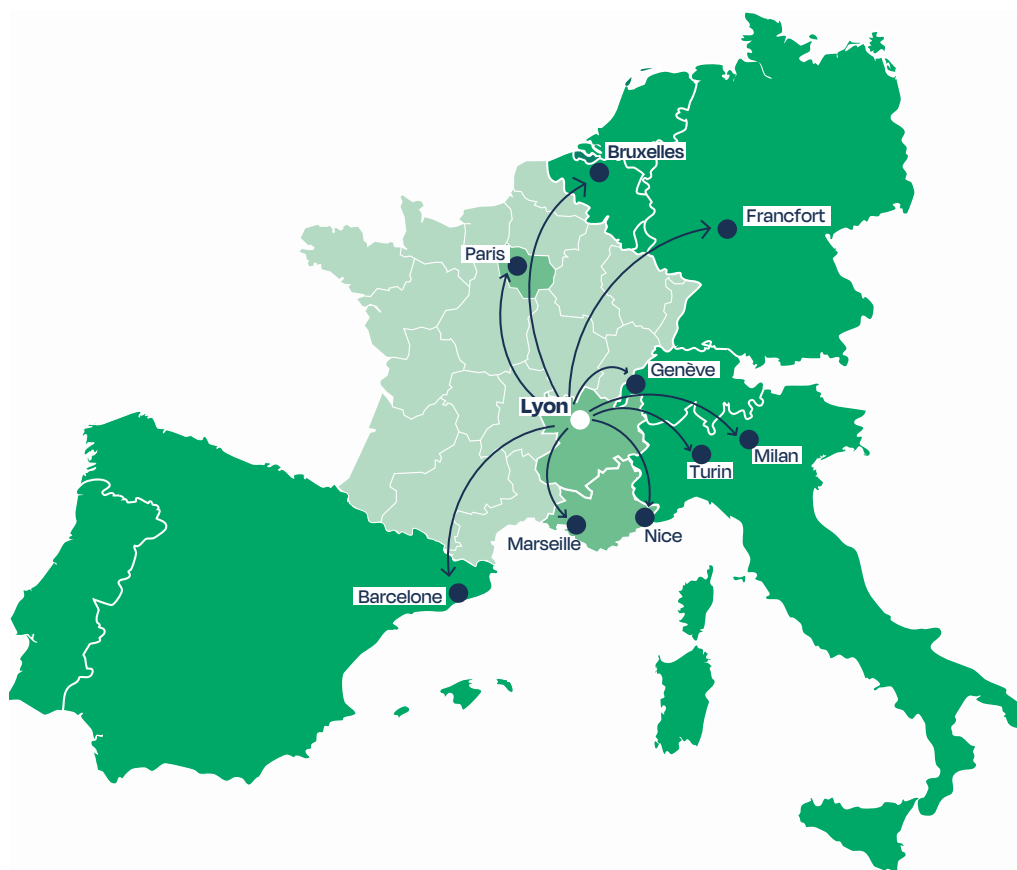 Bruxelles
Francfort
Paris
Genève
Lyon
Milan
Turin
Nice
Marseille
Barcelone